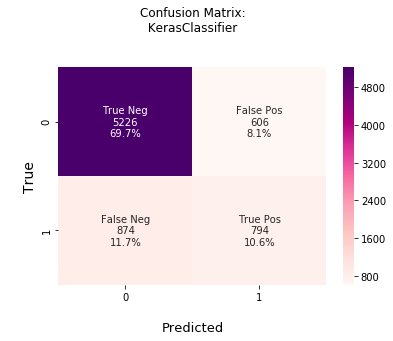 Confusion Matrix:
KerasClassifier
True
0
True Neg
5226
69.7%
False Pos
606
8.1%
1
False Neg
874
11.7%
True Pos
794
10.6%
0
1
Predicted
4800
4000
3200
2400
1600
800